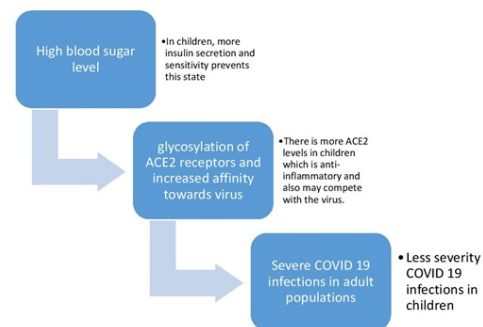 High blood sugar
level
•In children, more
insulin secretion and
sensitivity prevents
this state
glycosylation of
ACE2 receptors and
increased affinity
towards virus
•There is more ACE2
levels in children
which is anti-
inflammatory and
also may compete
with the virus.
Severe COVID 19
infections in adult
populations
•Less severity
COVID 19
infections in
children